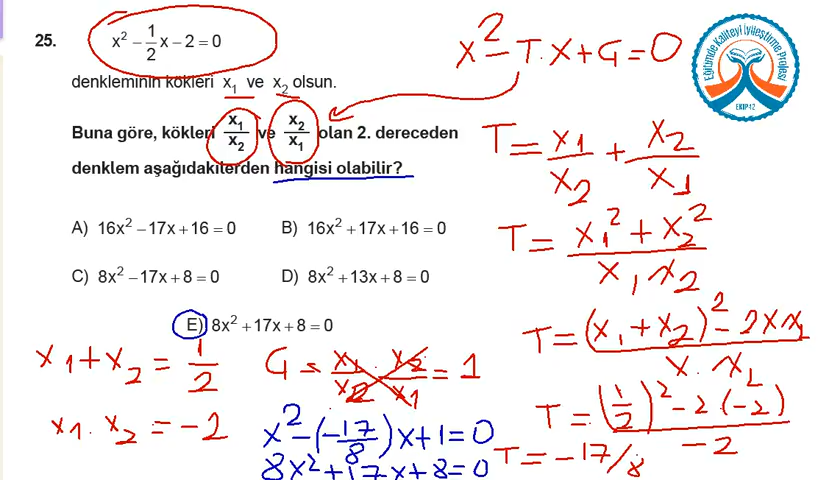 25. x² - 1/2 x - 2 = 0
x² - T.x + G = 0
Eğitimde Kaliteyi İyileştirme Projesi
EKIP42
denkleminin kökleri x₁ ve x₂ olsun.
Buna göre, kökleri x₁/x₂ ve x₂/x₁ olan 2. dereceden
denklem aşağıdakilerden hangisi olabilir?
T = x₁/x₂ + x₂/x₁
A) 16x² - 17x + 16 = 0 B) 16x² + 17x + 16 = 0
T = (x₁² + x₂²)/(x₁ x₂)
C) 8x² - 17x + 8 = 0 D) 8x² + 13x + 8 = 0
E) 8x² + 17x + 8 = 0
T = ((x₁ + x₂)² - 2x x₂)/(x . x₂)
x₁ + x₂ = 1/2
G = x₁/x₂ . x₂/x₁ = 1
T = ((1/2)² - 2.(-2))/(-2)
x₁ . x₂ = -2
x² - (-17/8)x + 1 = 0
T = -17/8
8x² + 17x + 8 = 0